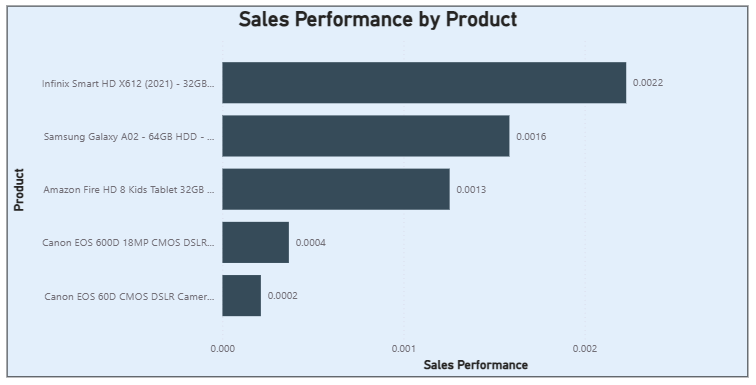 Sales Performance by Product
Product
Infinix Smart HD X612 (2021) - 32GB... 0.0022
Samsung Galaxy A02 - 64GB HDD - ... 0.0016
Amazon Fire HD 8 Kids Tablet 32GB ... 0.0013
Canon EOS 600D 18MP CMOS DSLR... 0.0004
Canon EOS 60D CMOS DSLR Camer... 0.0002
0.000 0.001 0.002
Sales Performance